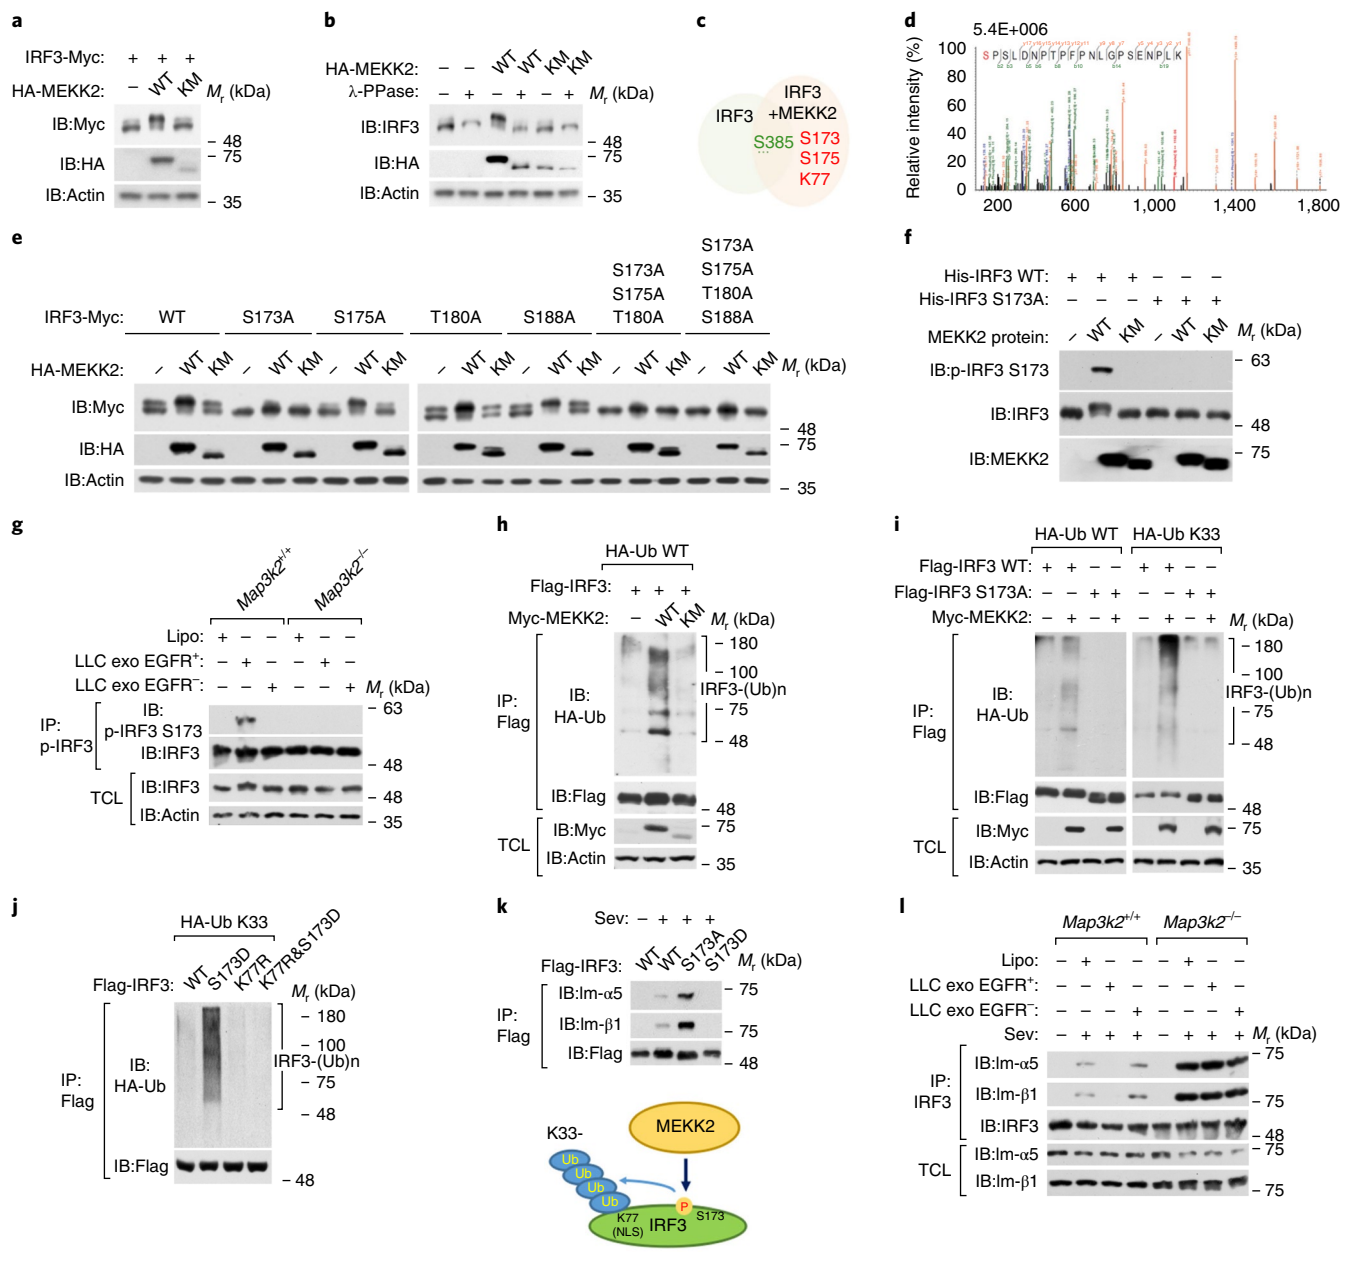 a
IRF3-Myc: + + +
HA-MEKK2: – WT KM Mr (kDa)
IB:Myc
– 48
IB:HA
– 75
IB:Actin
– 35
b
HA-MEKK2: – – WT WT KM KM
λ-PPase: – + – + – + Mr (kDa)
IB:IRF3
– 48
IB:HA
– 75
IB:Actin
– 35
c
IRF3
IRF3
+MEKK2
S385
...
S173
S175
K77
d
5.4E+006
Relative intensity (%)
100
80
60
40
20
0
S P S L D N P T P F P N L G P S E N P L K
200 600 1,000 1,400 1,800
e
IRF3-Myc: WT S173A S175A T180A S188A
S173A
S175A
T180A
S173A
S175A
T180A
S188A
HA-MEKK2: – WT KM – WT KM – WT KM – WT KM – WT KM – WT KM – WT KM Mr (kDa)
IB:Myc
– 48
IB:HA
– 75
IB:Actin
– 35
f
His-IRF3 WT: + + + – – –
His-IRF3 S173A: – – – + + +
MEKK2 protein: – WT KM – WT KM Mr (kDa)
IB:p-IRF3 S173
– 63
IB:IRF3
– 48
IB:MEKK2
– 75
g
Map3k2+/+ Map3k2–/–
Lipo: + – – + – –
LLC exo EGFR+: – + – – + –
LLC exo EGFR–: – – + – – + Mr (kDa)
IP:
p-IRF3
IB:
p-IRF3 S173
– 63
IB:IRF3
– 48
TCL
IB:IRF3
– 48
IB:Actin
– 35
h
HA-Ub WT
Flag-IRF3: + + +
Myc-MEKK2: – WT KM Mr (kDa)
IP:
Flag
IB:
HA-Ub
– 180
– 100
IRF3-(Ub)n
– 75
– 48
IB:Flag
– 48
TCL
IB:Myc
– 75
IB:Actin
– 35
i
HA-Ub WT HA-Ub K33
Flag-IRF3 WT: + + – – + + – –
Flag-IRF3 S173A: – – + + – – + +
Myc-MEKK2: – + – + – + – + Mr (kDa)
IP:
Flag
IB:
HA-Ub
– 180
– 100
IRF3-(Ub)n
– 75
– 48
IB:Flag
– 48
TCL
IB:Myc
– 75
IB:Actin
– 35
j
HA-Ub K33
Flag-IRF3: WT S173D K77R K77R&S173D
Mr (kDa)
IP:
Flag
IB:
HA-Ub
– 180
– 100
IRF3-(Ub)n
– 75
– 48
IB:Flag
– 48
k
Sev: – + + +
Flag-IRF3: WT WT S173A S173D Mr (kDa)
IP:
Flag
IB:Im-α5
– 75
IB:Im-β1
– 75
IB:Flag
– 48
MEKK2
K33-
Ub
Ub
Ub
Ub
P
K77
(NLS)
IRF3
S173
l
Map3k2+/+ Map3k2–/–
Lipo: – + – – – + – –
LLC exo EGFR+: – – + – – – + –
LLC exo EGFR–: – – – + – – – +
Sev: – + + + – + + + Mr (kDa)
IP:
IRF3
IB:Im-α5
– 75
IB:Im-β1
– 75
IB:IRF3
– 48
TCL
IB:Im-α5
– 75
IB:Im-β1
– 75